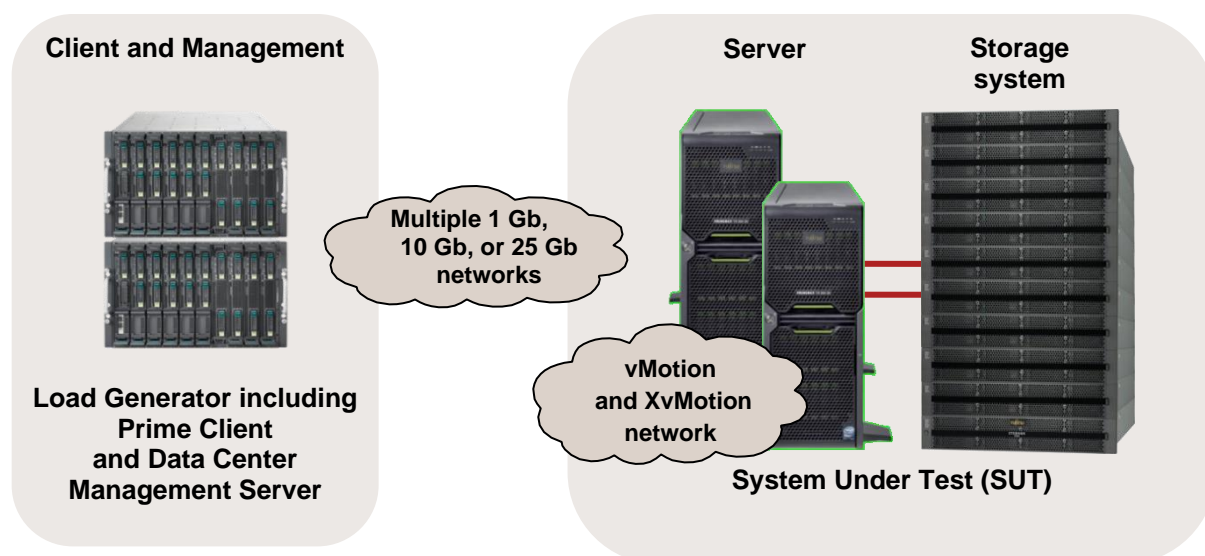 Client and Management
Load Generator including
Prime Client
and Data Center
Management Server
Multiple 1 Gb,
10 Gb, or 25 Gb
networks
Server
Storage
system
vMotion
and XvMotion
network
System Under Test (SUT)